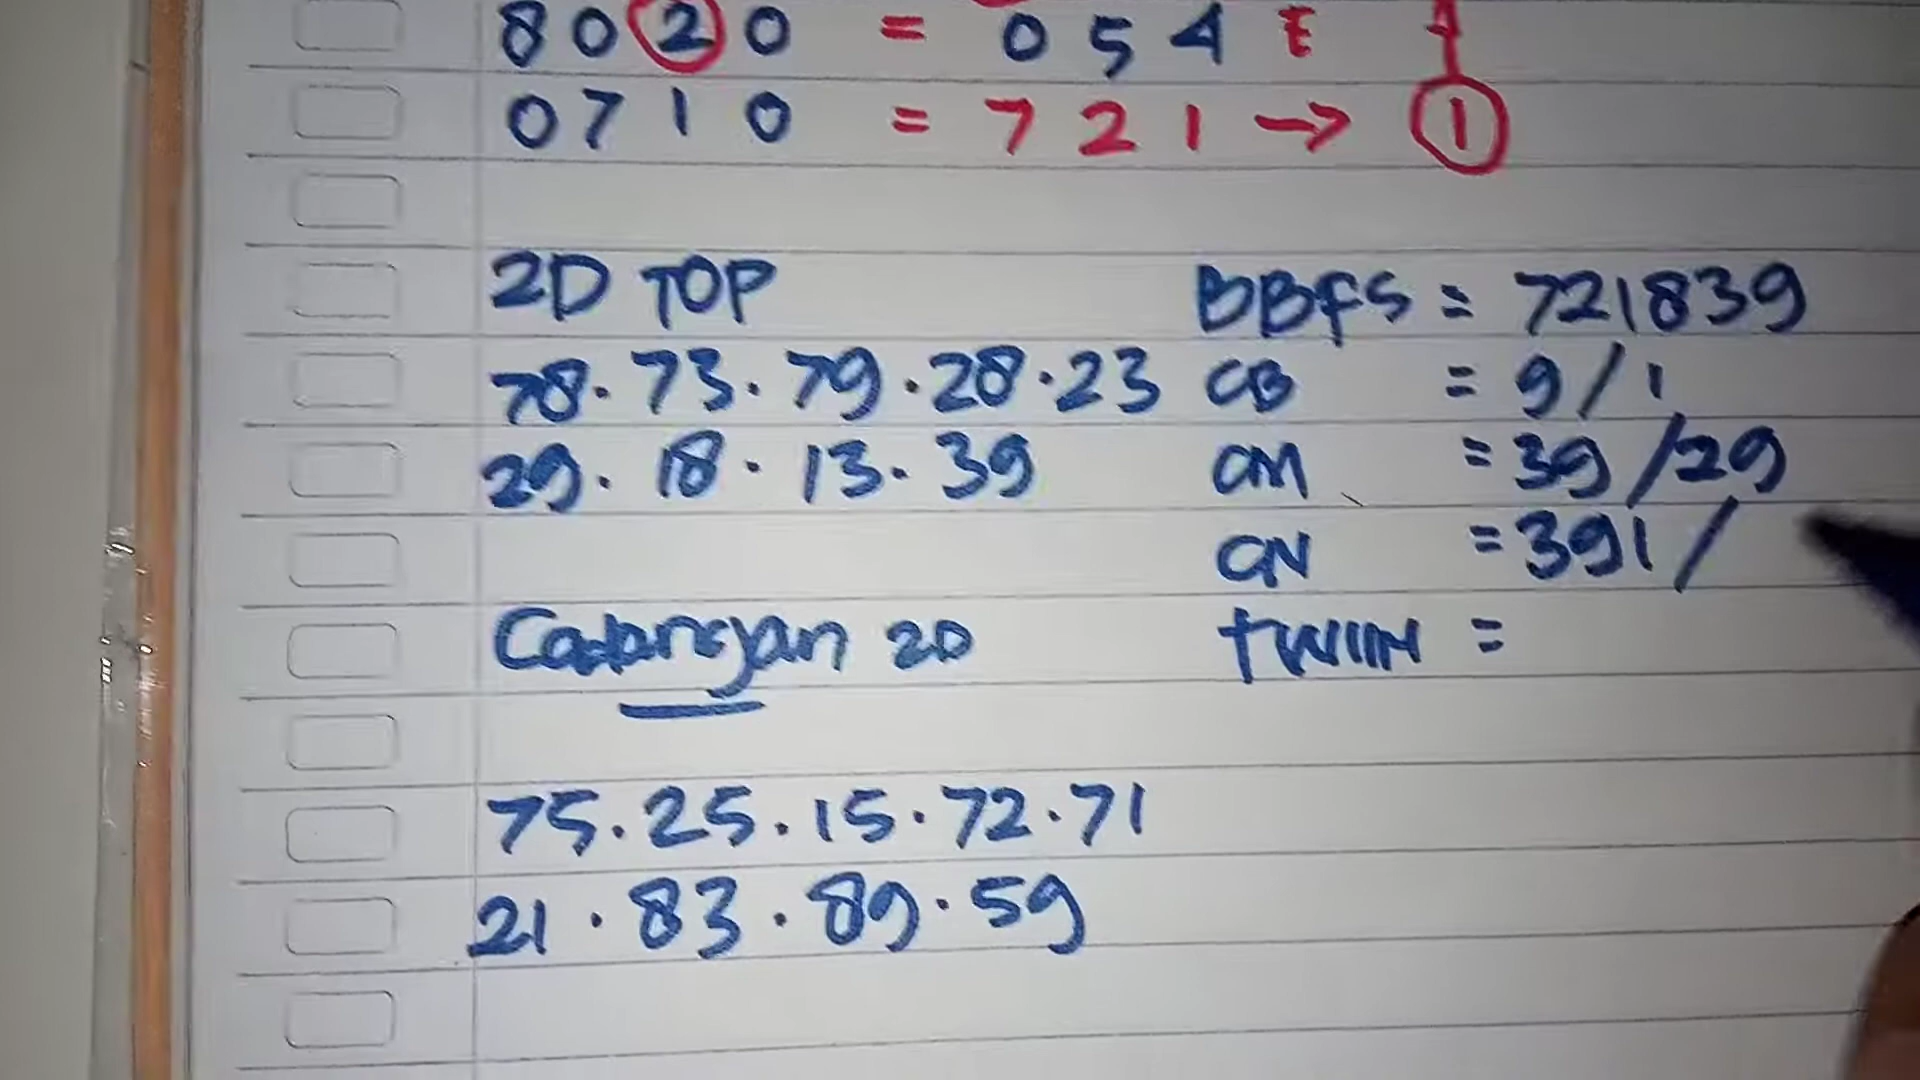 8020 = 054 E
0710 = 721 → 1
2D TOP
78. 73. 79. 28. 23
29. 18. 13. 39
BBFS = 721839
CB = 9/1
CM = 39/29
CN = 391/
TWIN =
Cadangan 2D
75. 25. 15. 72. 71
21. 83. 89. 59